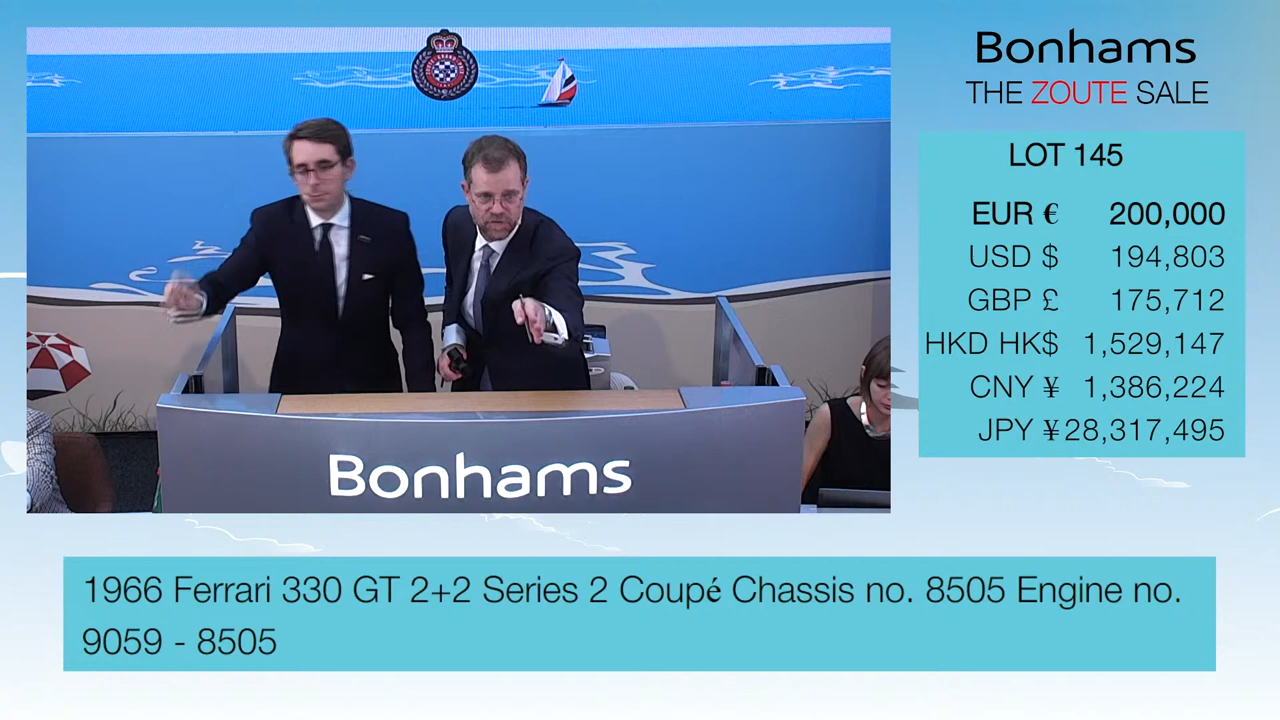 Bonhams
THE ZOUTE SALE
LOT 145
EUR € 200,000
USD $ 194,803
GBP £ 175,712
HKD HK$ 1,529,147
CNY ¥ 1,386,224
JPY ¥ 28,317,495
Bonhams
1966 Ferrari 330 GT 2+2 Series 2 Coupé Chassis no. 8505 Engine no.
9059 - 8505